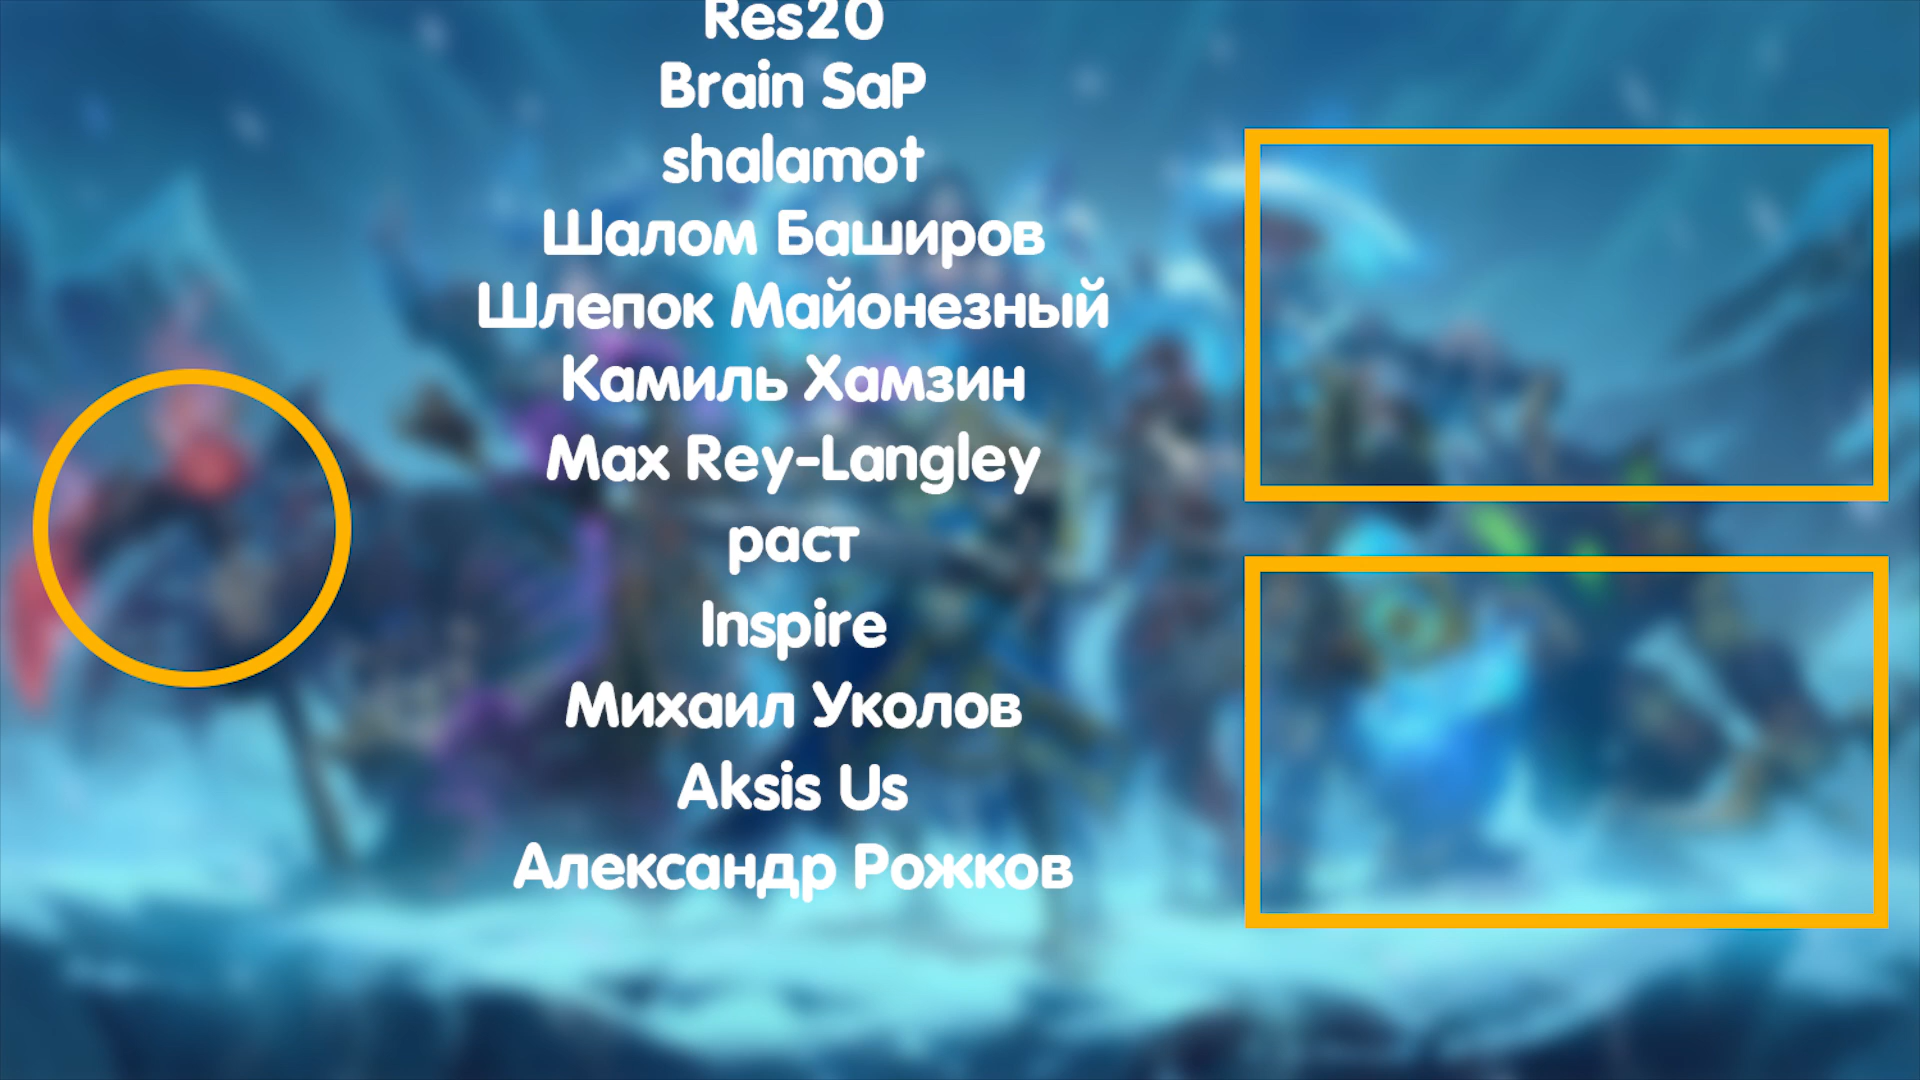 Res20
Brain SaP
shalamot
Шалом Баширов
Шлепок Майонезный
Камиль Хамзин
Max Rey-Langley
раст
Inspire
Михаил Уколов
Aksis Us
Александр Рожков